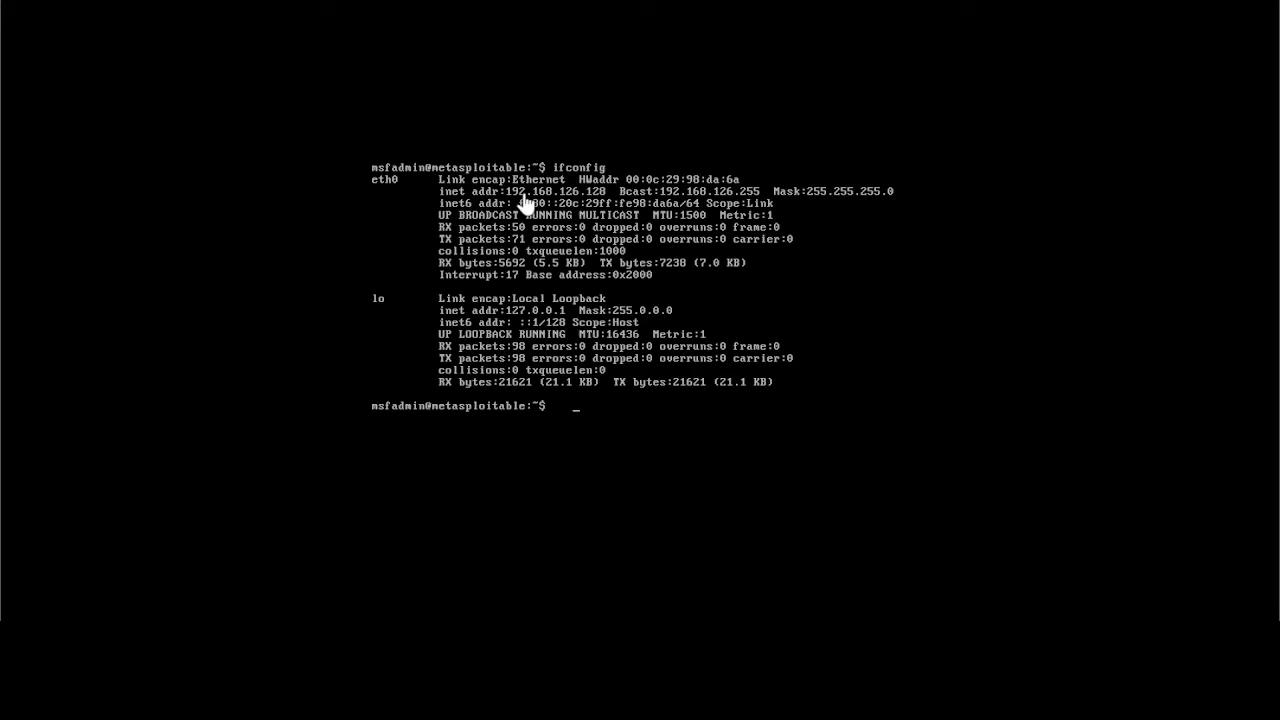 msfadmin@metasploitable:~$ ifconfig
eth0 Link encap:Ethernet HWaddr 00:0c:29:98:da:6a
inet addr:192.168.126.128 Bcast:192.168.126.255 Mask:255.255.255.0
inet6 addr: ::20c:29ff:fe98:da6a/64 Scope:Link
UP BROADCAST RUNNING MULTICAST MTU:1500 Metric:1
RX packets:50 errors:0 dropped:0 overruns:0 frame:0
TX packets:71 errors:0 dropped:0 overruns:0 carrier:0
collisions:0 txqueuelen:1000
RX bytes:5692 (5.5 KB) TX bytes:7238 (7.0 KB)
Interrupt:17 Base address:0x2000
lo Link encap:Local Loopback
inet addr:127.0.0.1 Mask:255.0.0.0
inet6 addr: ::1/128 Scope:Host
UP LOOPBACK RUNNING MTU:16436 Metric:1
RX packets:98 errors:0 dropped:0 overruns:0 frame:0
TX packets:98 errors:0 dropped:0 overruns:0 carrier:0
collisions:0 txqueuelen:0
RX bytes:21621 (21.1 KB) TX bytes:21621 (21.1 KB)
msfadmin@metasploitable:~$ _